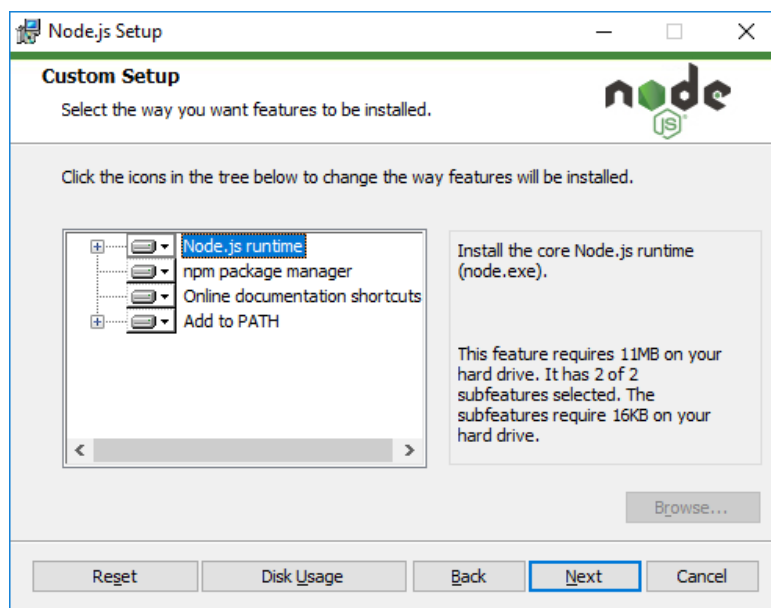 Node.js Setup
Custom Setup
Select the way you want features to be installed.
node
JS
Click the icons in the tree below to change the way features will be installed.
Node.js runtime
npm package manager
Online documentation shortcuts
Add to PATH
Install the core Node.js runtime
(node.exe).
This feature requires 11MB on your
hard drive. It has 2 of 2
subfeatures selected. The
subfeatures require 16KB on your
hard drive.
Browse...
Reset
Disk Usage
Back
Next
Cancel